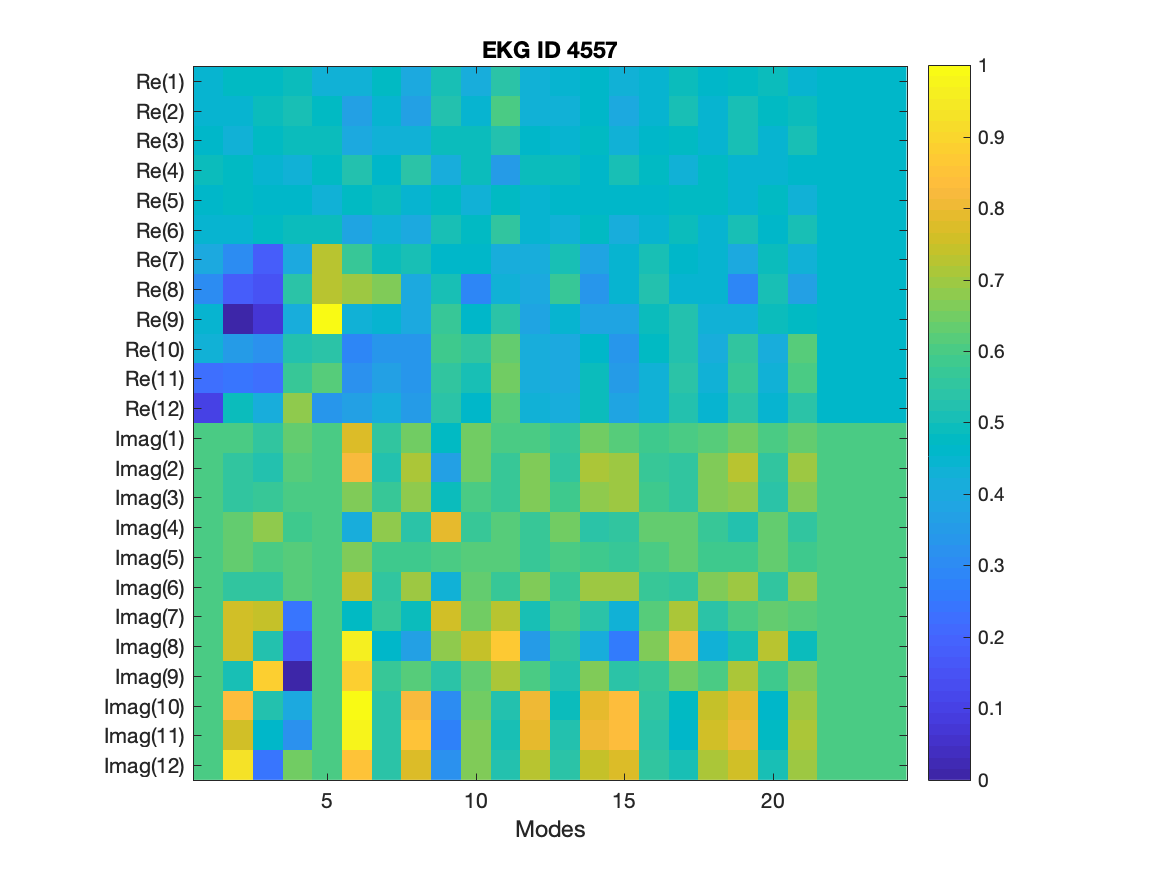 EKG ID 4557
Re(1)
Re(2)
Re(3)
Re(4)
Re(5)
Re(6)
Re(7)
Re(8)
Re(9)
Re(10)
Re(11)
Re(12)
Imag(1)
Imag(2)
Imag(3)
Imag(4)
Imag(5)
Imag(6)
Imag(7)
Imag(8)
Imag(9)
Imag(10)
Imag(11)
Imag(12)
5 10 15 20
Modes
1
0.9
0.8
0.7
0.6
0.5
0.4
0.3
0.2
0.1
0